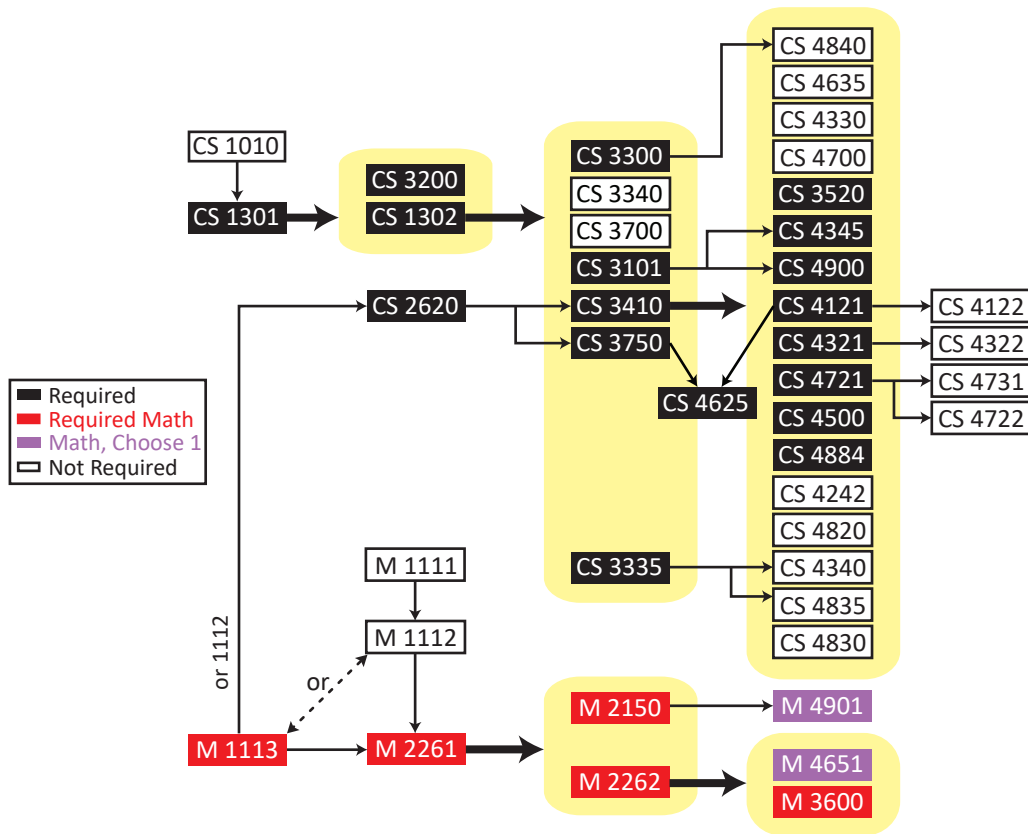 CS 4840
CS 4635
CS 4330
CS 1010
CS 3300
CS 4700
CS 3200
CS 3340
CS 3520
CS 1301
CS 1302
CS 3700
CS 4345
CS 3101
CS 4900
CS 2620
CS 3410
CS 4121
CS 4122
CS 3750
CS 4321
CS 4322
CS 4721
CS 4731
CS 4625
CS 4500
CS 4722
Required
Required Math
Math, Choose 1
Not Required
CS 4884
CS 4242
CS 4820
M 1111
CS 3335
CS 4340
CS 4835
or 1112
M 1112
CS 4830
or
M 2150
M 4901
M 1113
M 2261
M 4651
M 2262
M 3600